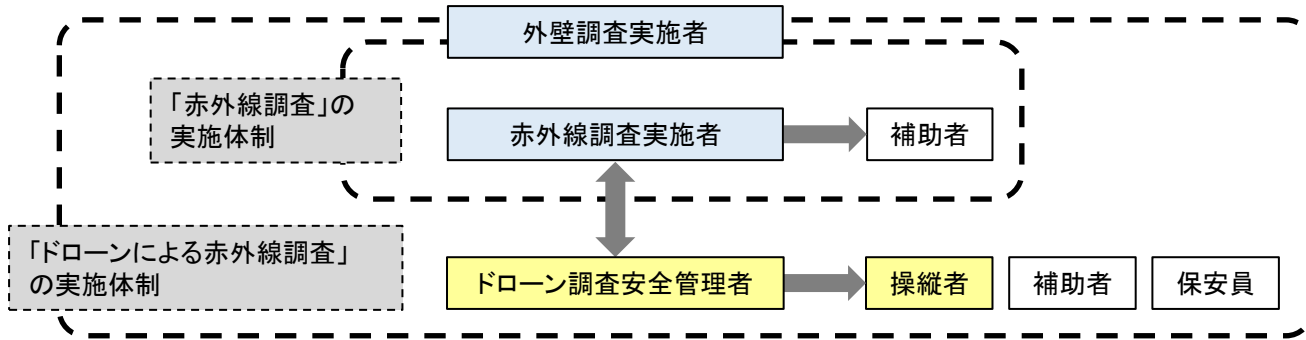 外壁調査実施者
「赤外線調査」の
実施体制
赤外線調査実施者
補助者
「ドローンによる赤外線調査」
の実施体制
ドローン調査安全管理者
操縦者
補助者
保安員